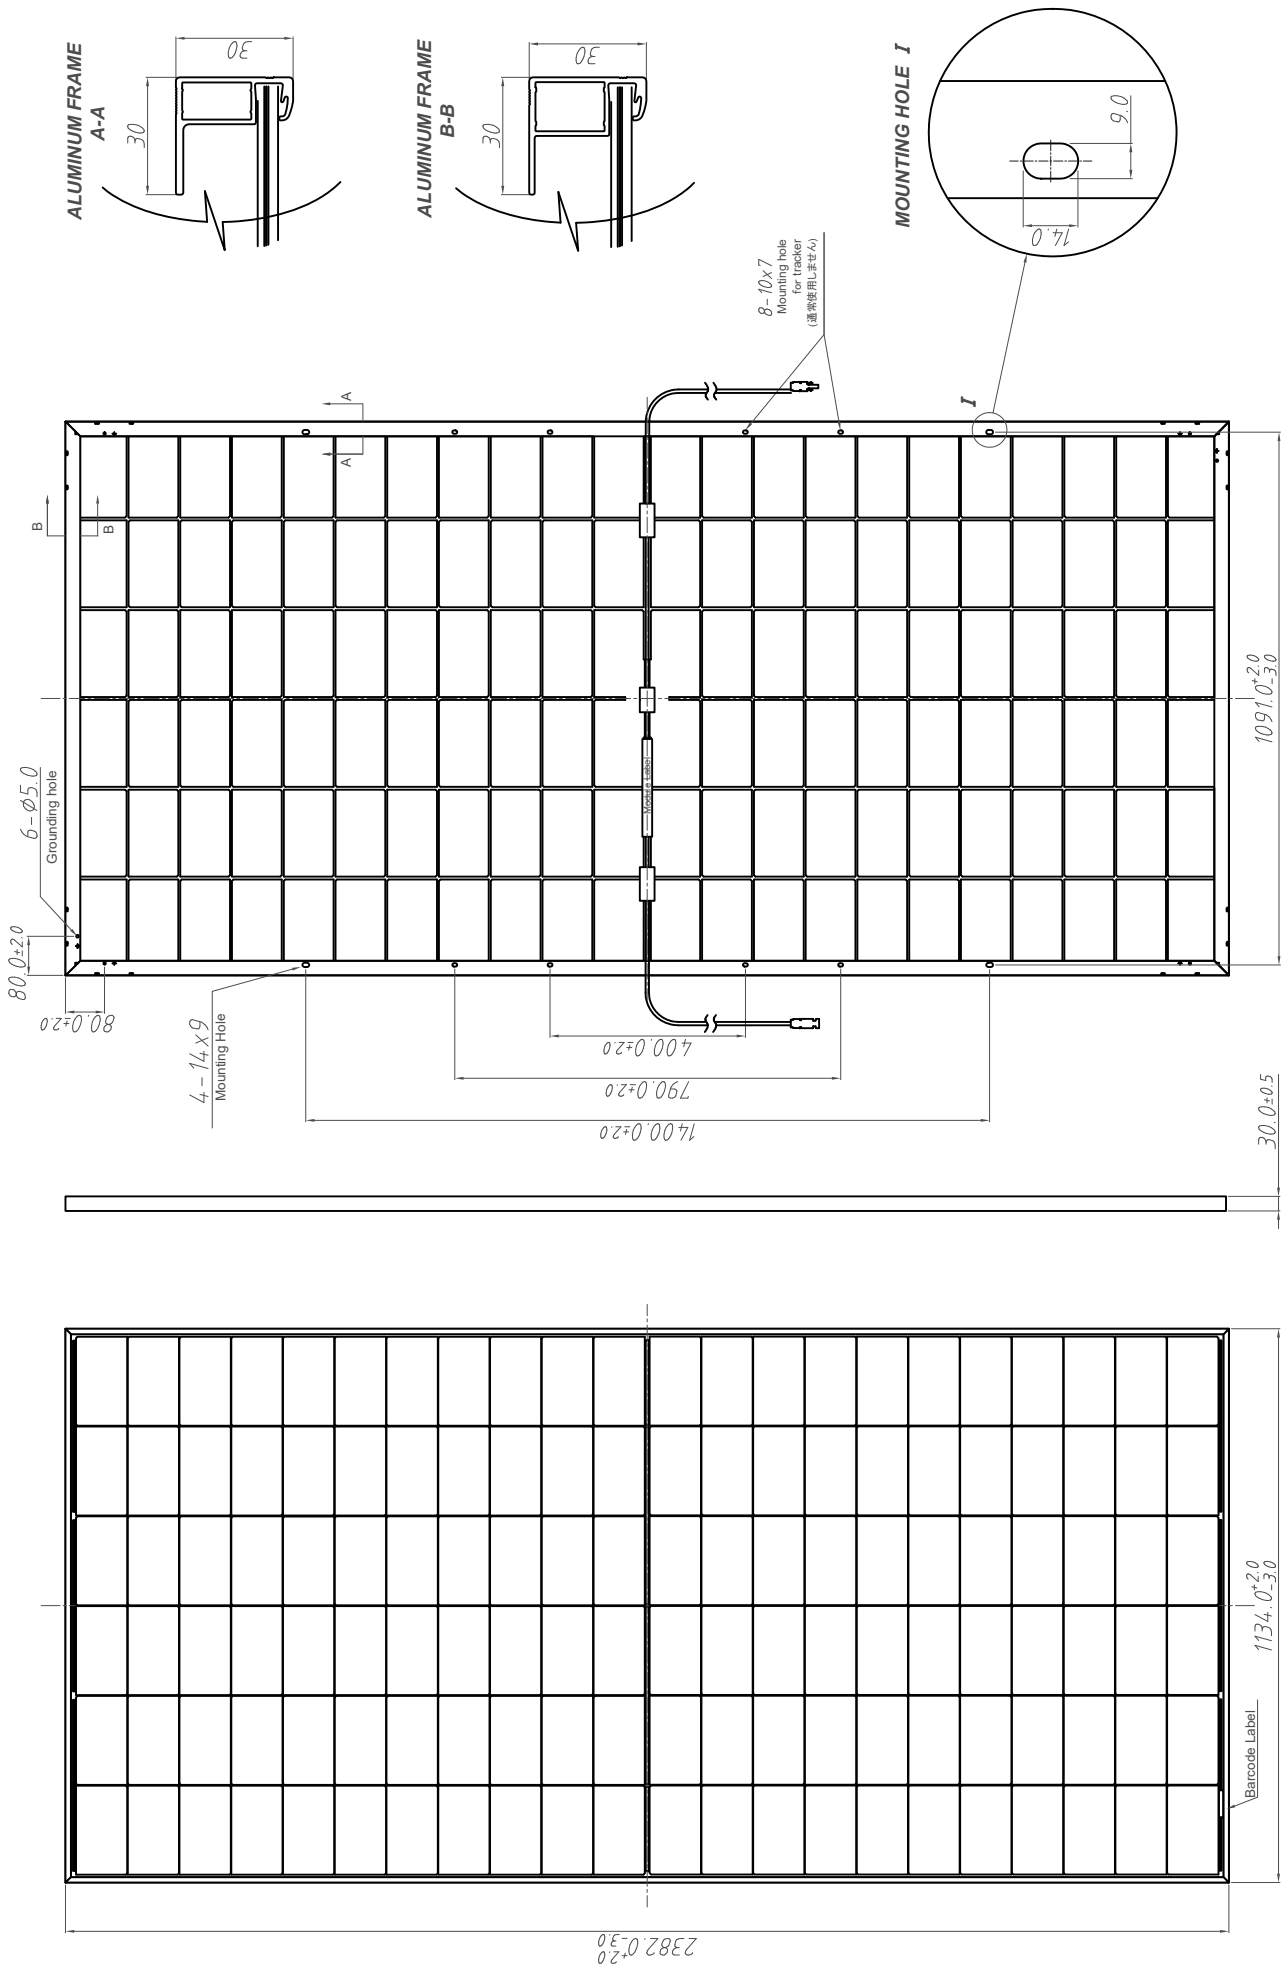 ALUMINUM FRAME
A-A
30
30
ALUMINUM FRAME
B-B
30
30
MOUNTING HOLE I
9.0
14.0
8-10x7
Mounting hole
for tracker
(通常使用しません)
I
A
A
B
B
6-Ø5.0
Grounding hole
80.0±2.0
80.0±2.0
4-14x9
Mounting Hole
Module Label
400.0±2.0
790.0±2.0
1400.0±2.0
1091.0+2.0
-3.0
30.0±0.5
1134.0+2.0
-3.0
Barcode Label
2382.0+2.0
-3.0